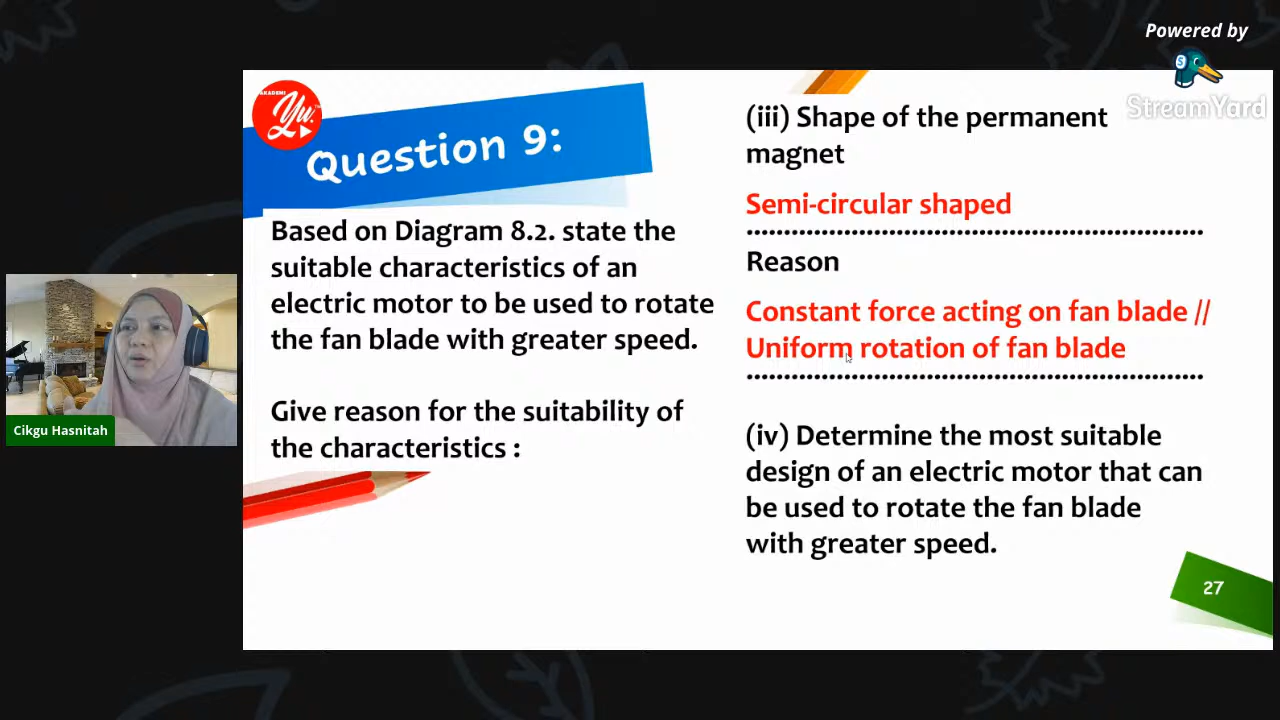 Powered by
StreamYard
AKADEMI
Yu.
Question 9:
Based on Diagram 8.2. state the
suitable characteristics of an
electric motor to be used to rotate
the fan blade with greater speed.
Give reason for the suitability of
the characteristics :
(iii) Shape of the permanent
magnet
Semi-circular shaped
Reason
Constant force acting on fan blade //
Uniform rotation of fan blade
(iv) Determine the most suitable
design of an electric motor that can
be used to rotate the fan blade
with greater speed.
27
Cikgu Hasnitah